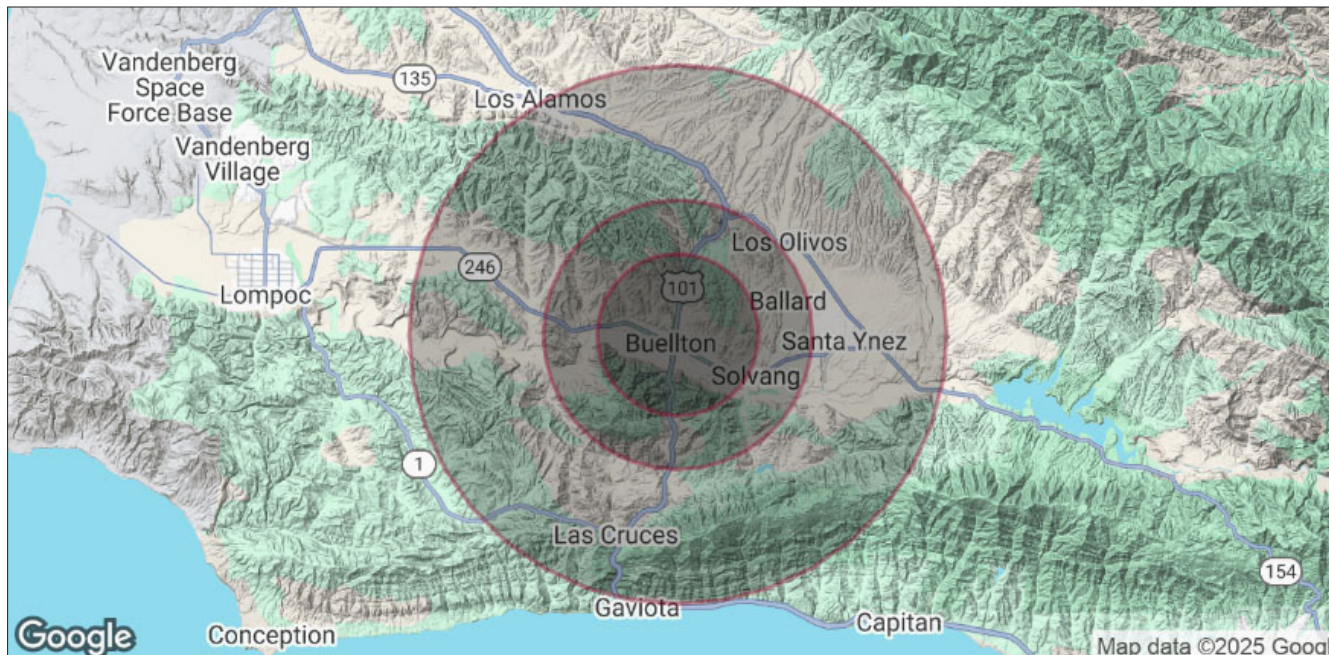 Vandenberg
Space
Force Base
135
Los Alamos
Vandenberg
Village
Los Olivos
246
101
Lompoc
Ballard
Buellton
Santa Ynez
Solvang
1
Las Cruces
154
Gaviota
Capitan
Conception
Google
Map data ©2025 Googl